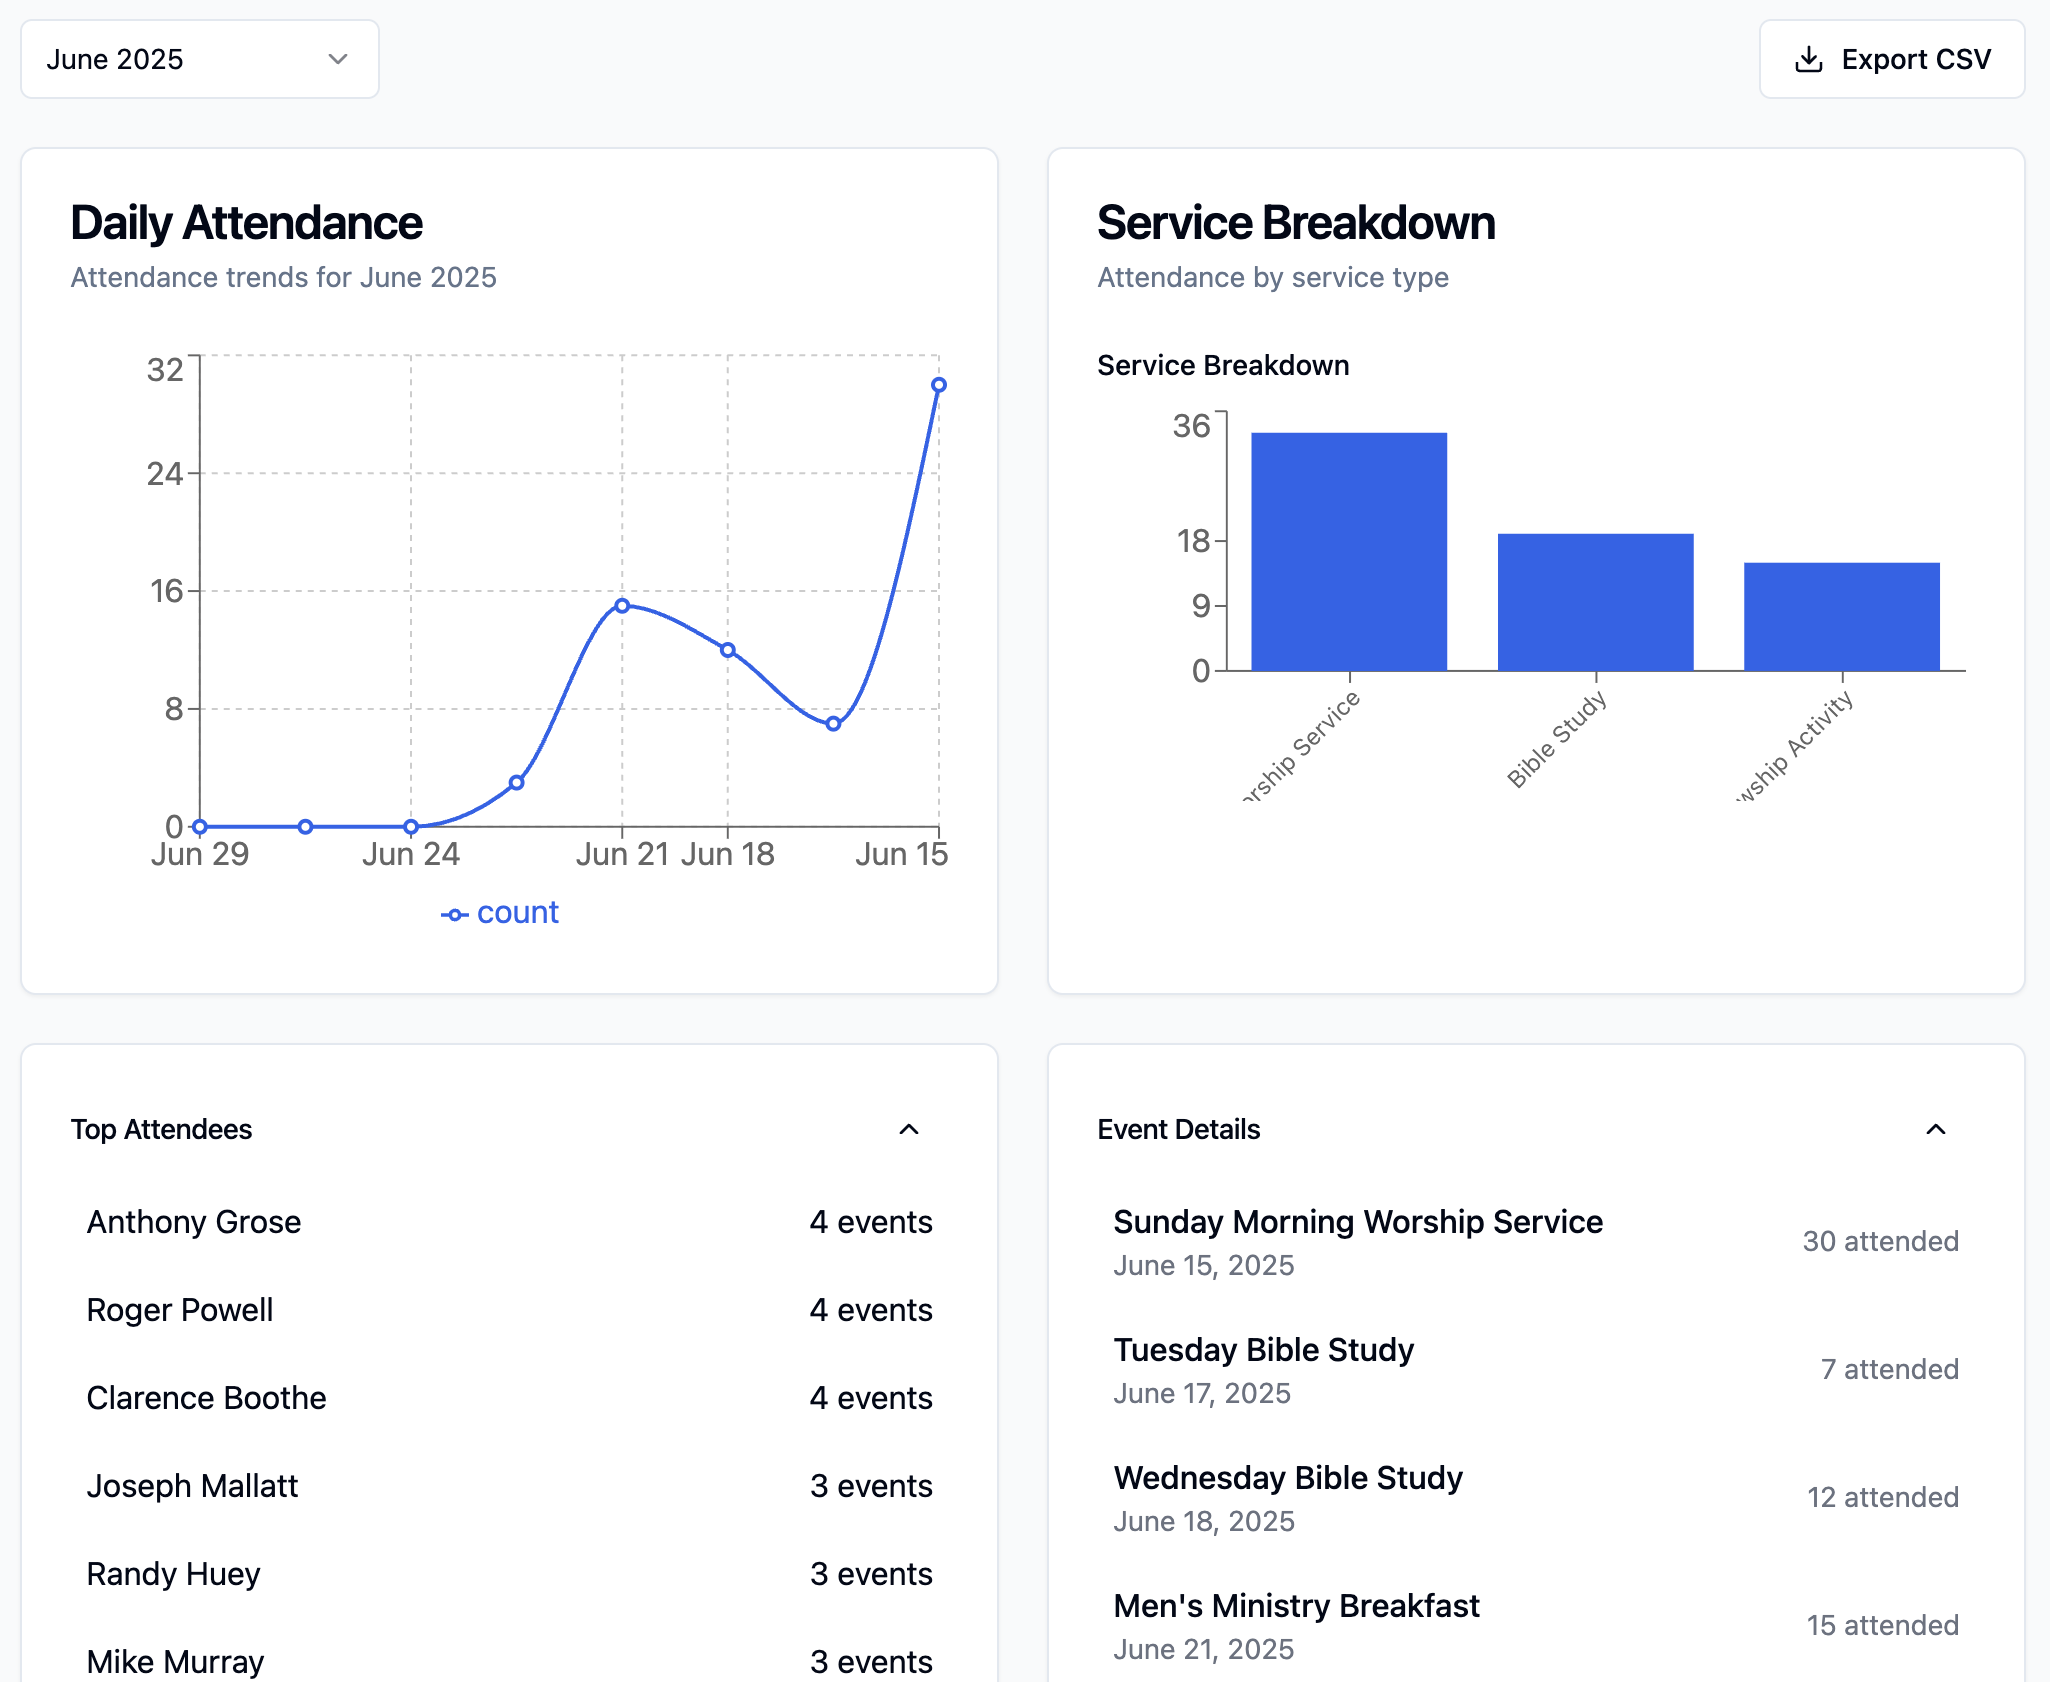 June 2025
Export CSV
Daily Attendance
Attendance trends for June 2025
32
24
16
8
0
Jun 29
Jun 24
Jun 21
Jun 18
Jun 15
count
Service Breakdown
Attendance by service type
Service Breakdown
36
18
9
0
orship Service
Bible Study
wship Activity
Top Attendees
Anthony Grose 4 events
Roger Powell 4 events
Clarence Boothe 4 events
Joseph Mallatt 3 events
Randy Huey 3 events
Mike Murray 3 events
Event Details
Sunday Morning Worship Service
June 15, 2025
30 attended
Tuesday Bible Study
June 17, 2025
7 attended
Wednesday Bible Study
June 18, 2025
12 attended
Men's Ministry Breakfast
June 21, 2025
15 attended